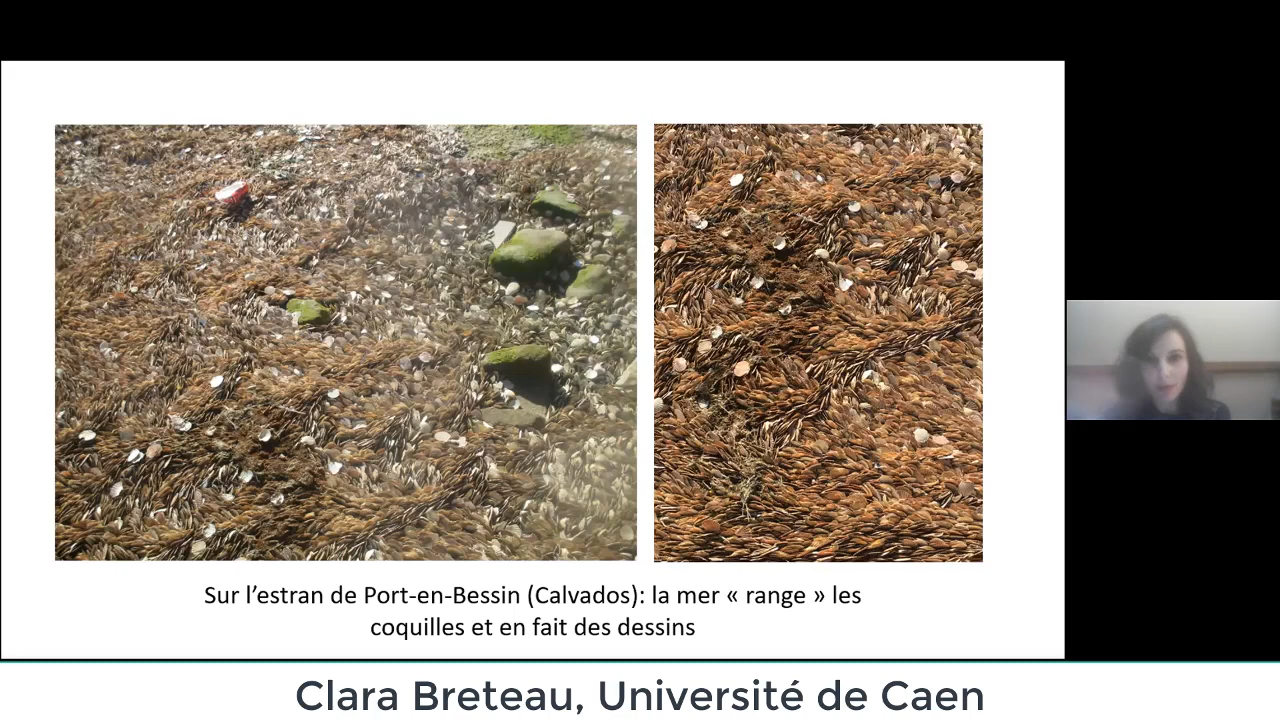 Sur l’estran de Port-en-Bessin (Calvados): la mer « range » les
coquilles et en fait des dessins
Clara Breteau, Université de Caen